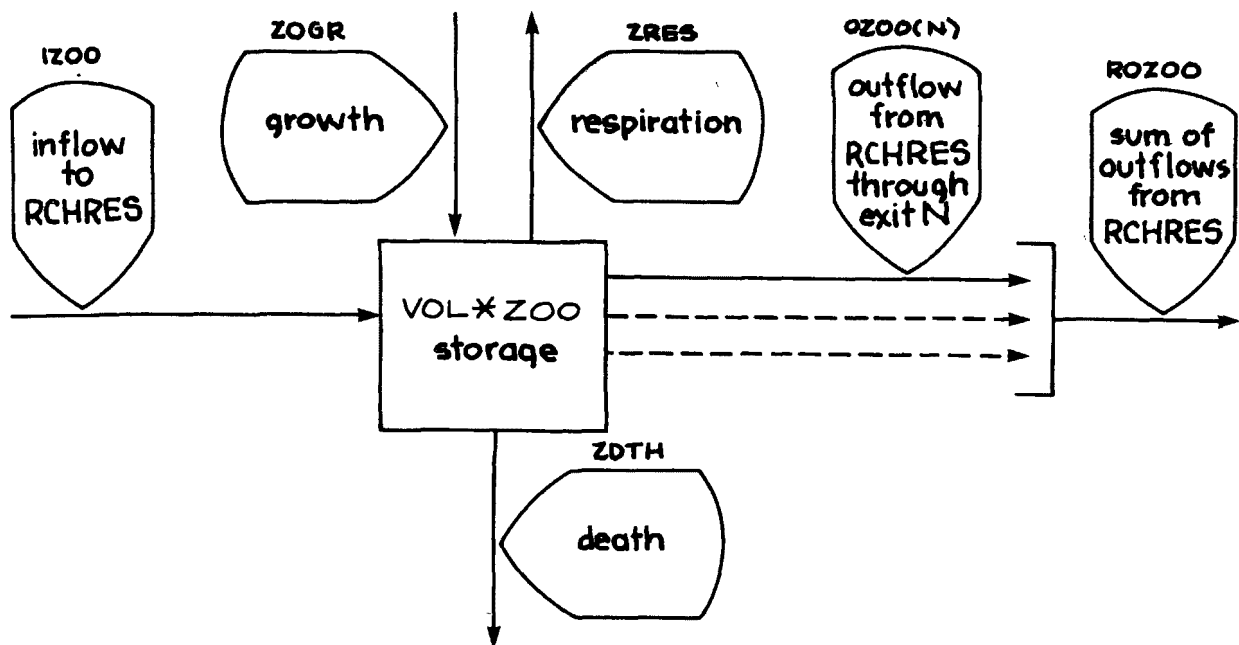 IZOO
inflow
to
RCHRES
ZOGR
growth
ZRES
respiration
OZOO(N)
outflow
from
RCHRES
through
exit N
ROZOO
sum of
outflows
from
RCHRES
VOL*ZOO
storage
ZDTH
death